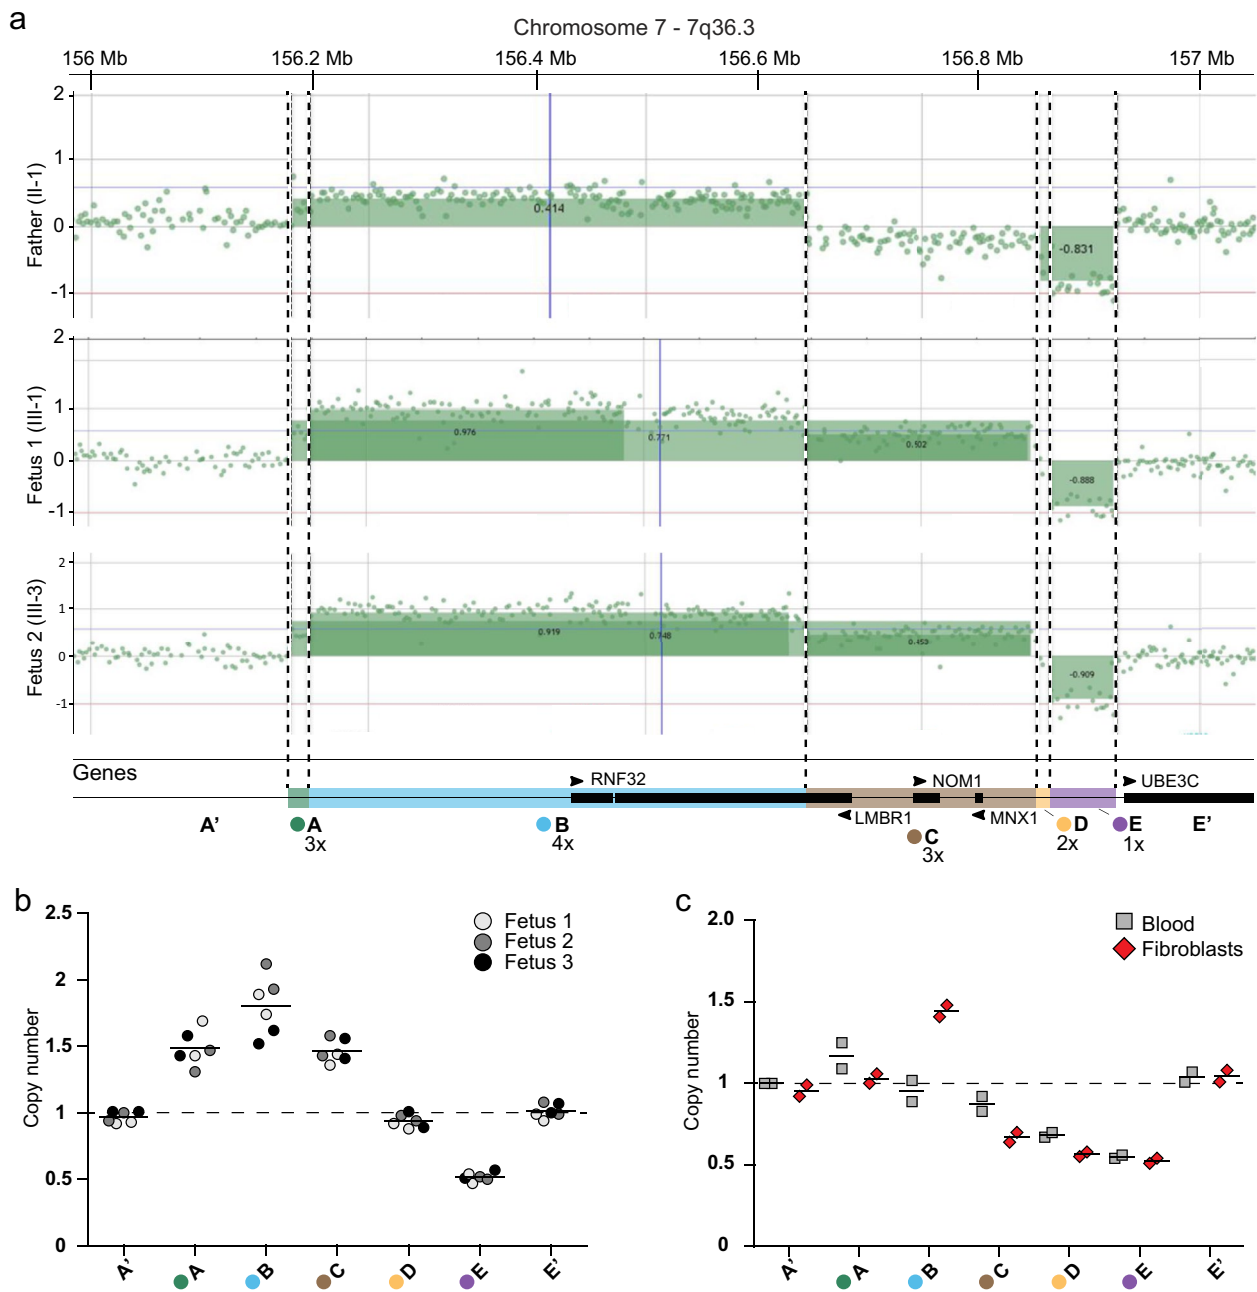 a
Chromosome 7 - 7q36.3
156 Mb 156.2 Mb 156.4 Mb 156.6 Mb 156.8 Mb 157 Mb
Father (II-1)
2
1
0
-1
0.414
-0.831
Fetus 1 (III-1)
2
1
0
-1
0.976
0.771
0.502
-0.888
Fetus 2 (III-3)
2
1
0
-1
0.919
0.748
0.453
-0.909
Genes
RNF32 NOM1 UBE3C
LMBR1 MNX1
A' A B C D E E'
3x 4x 3x 2x 1x
b
Copy number
2.5
2
1.5
1
0.5
0
Fetus 1
Fetus 2
Fetus 3
A' A B C D E E'
c
Copy number
2.0
1.5
1
0.5
0
Blood
Fibroblasts
A' A B C D E E'